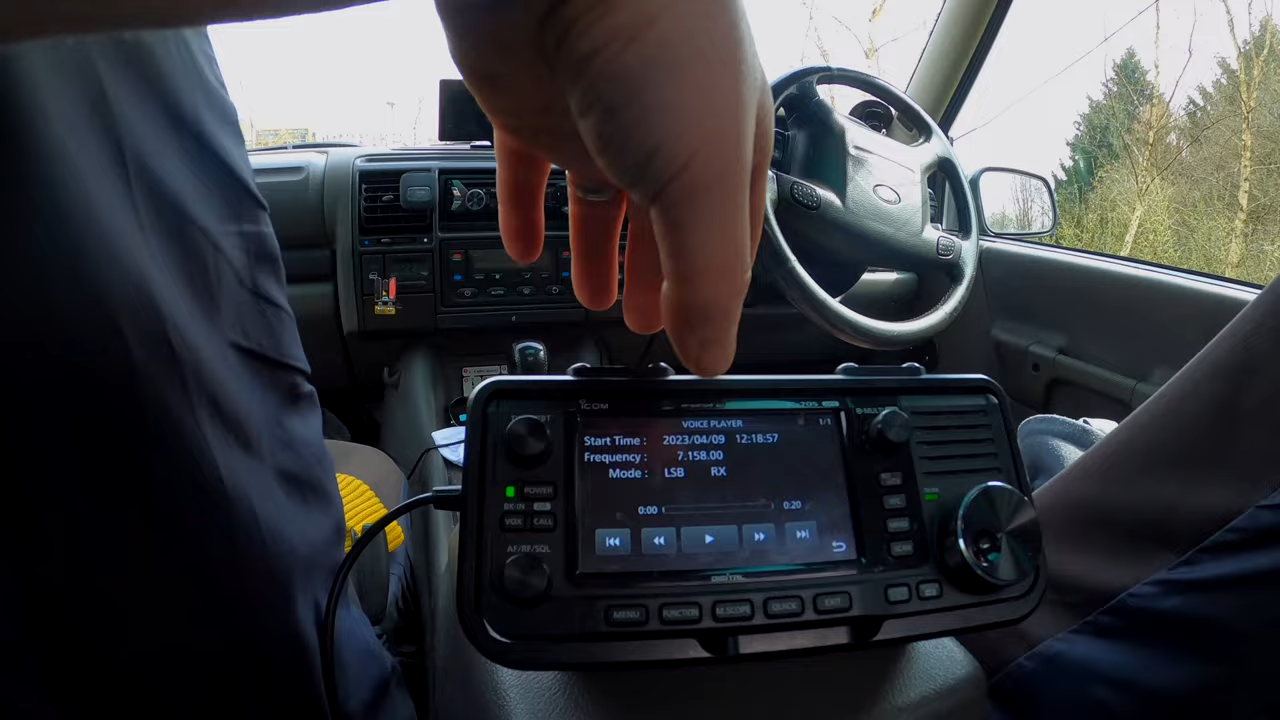 ICOM
VOICE PLAYER
1/1
Start Time : 2023/04/09 12:18:57
Frequency : 7.158.00
Mode : LSB RX
0:00
0:20
POWER
BK-IN
VOX
CALL
AF/RF/SQL
DIGITAL
MENU
FUNCTION
M.SCOPE
QUICK
EXIT